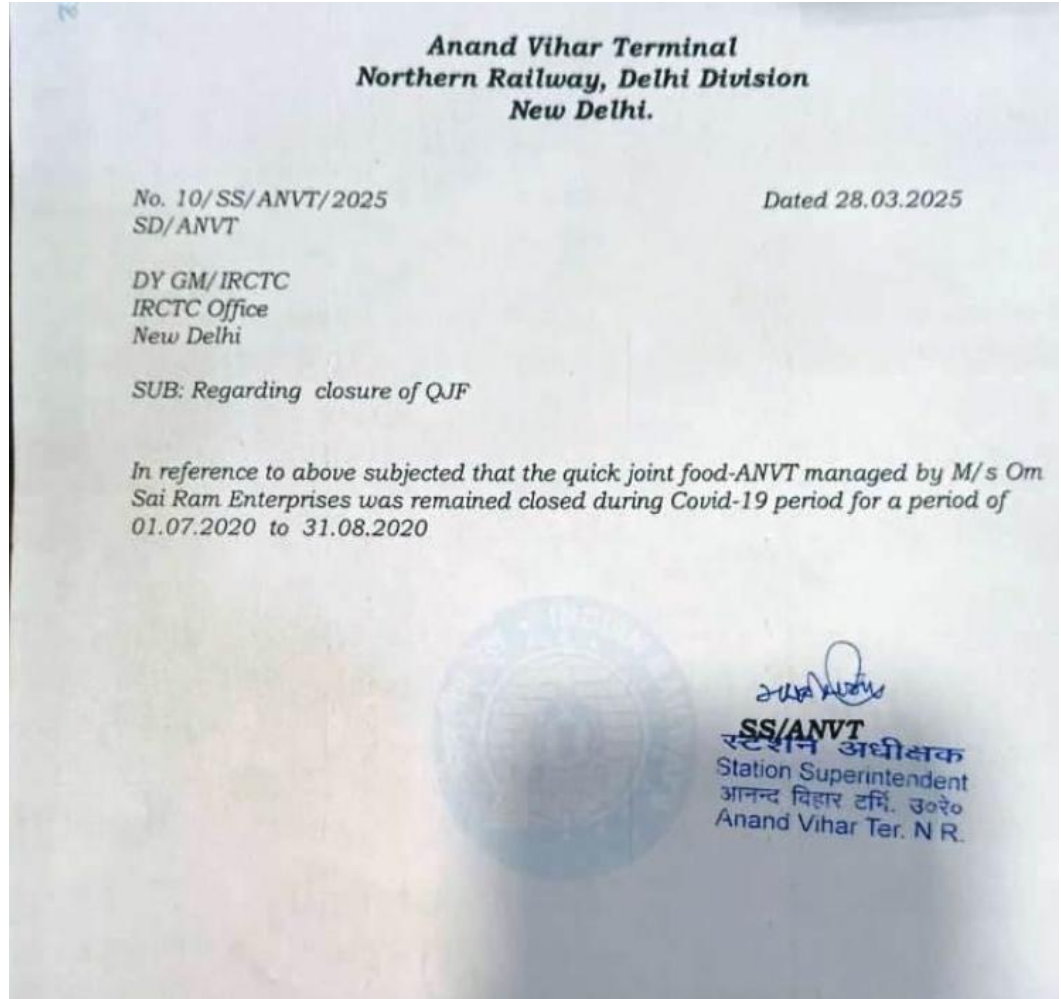 Anand Vihar Terminal
Northern Railway, Delhi Division
New Delhi.
No. 10/SS/ANVT/2025 Dated 28.03.2025
SD/ANVT
DY GM/IRCTC
IRCTC Office
New Delhi
SUB: Regarding closure of QJF
In reference to above subjected that the quick joint food-ANVT managed by M/s Om
Sai Ram Enterprises was remained closed during Covid-19 period for a period of
01.07.2020 to 31.08.2020
SS/ANVT
स्टेशन अधीक्षक
Station Superintendent
आनन्द विहार टर्मि. उ०रे०
Anand Vihar Ter. N R.